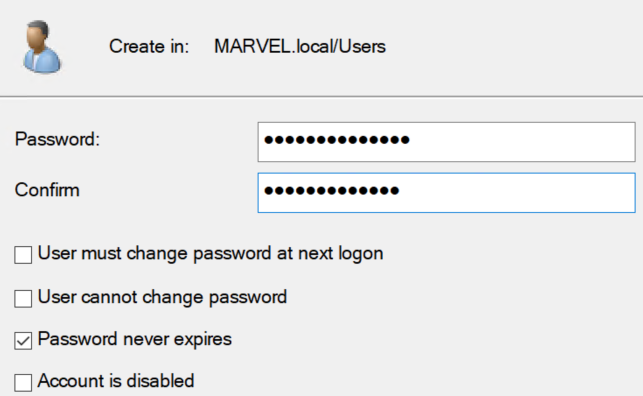 Create in: MARVEL.local/Users
Password:
Confirm
User must change password at next logon
User cannot change password
Password never expires
Account is disabled